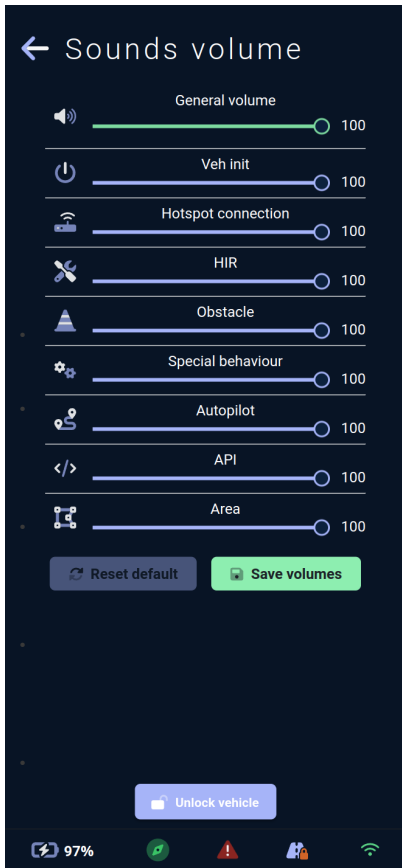 Sounds volume
General volume
100
Veh init
100
Hotspot connection
100
HIR
100
Obstacle
100
Special behaviour
100
Autopilot
100
API
100
Area
100
Reset default
Save volumes
Unlock vehicle
97%